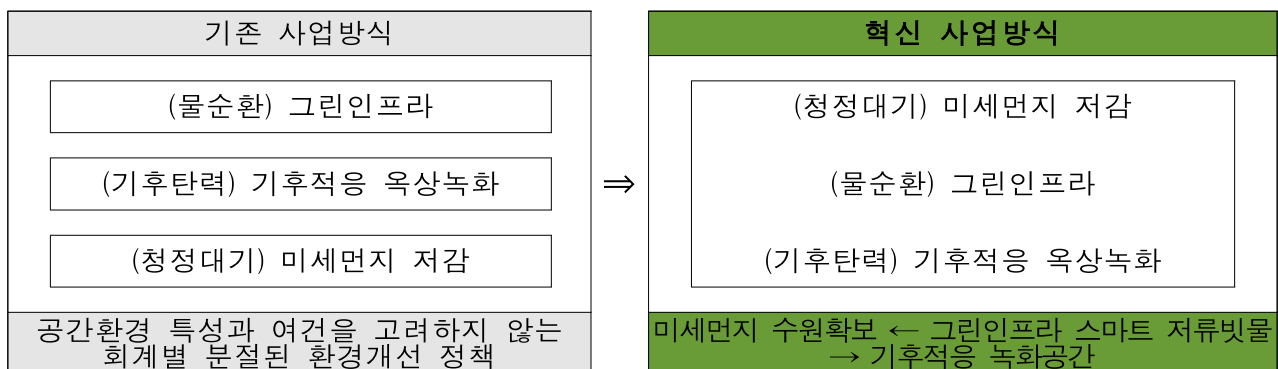 기존 사업방식
(물순환) 그린인프라
(기후탄력) 기후적응 옥상녹화
(청정대기) 미세먼지 저감
공간환경 특성과 여건을 고려하지 않는
회계별 분절된 환경개선 정책
⇒
혁신 사업방식
(청정대기) 미세먼지 저감
(물순환) 그린인프라
(기후탄력) 기후적응 옥상녹화
미세먼지 수원확보 ← 그린인프라 스마트 저류빗물
→ 기후적응 녹화공간